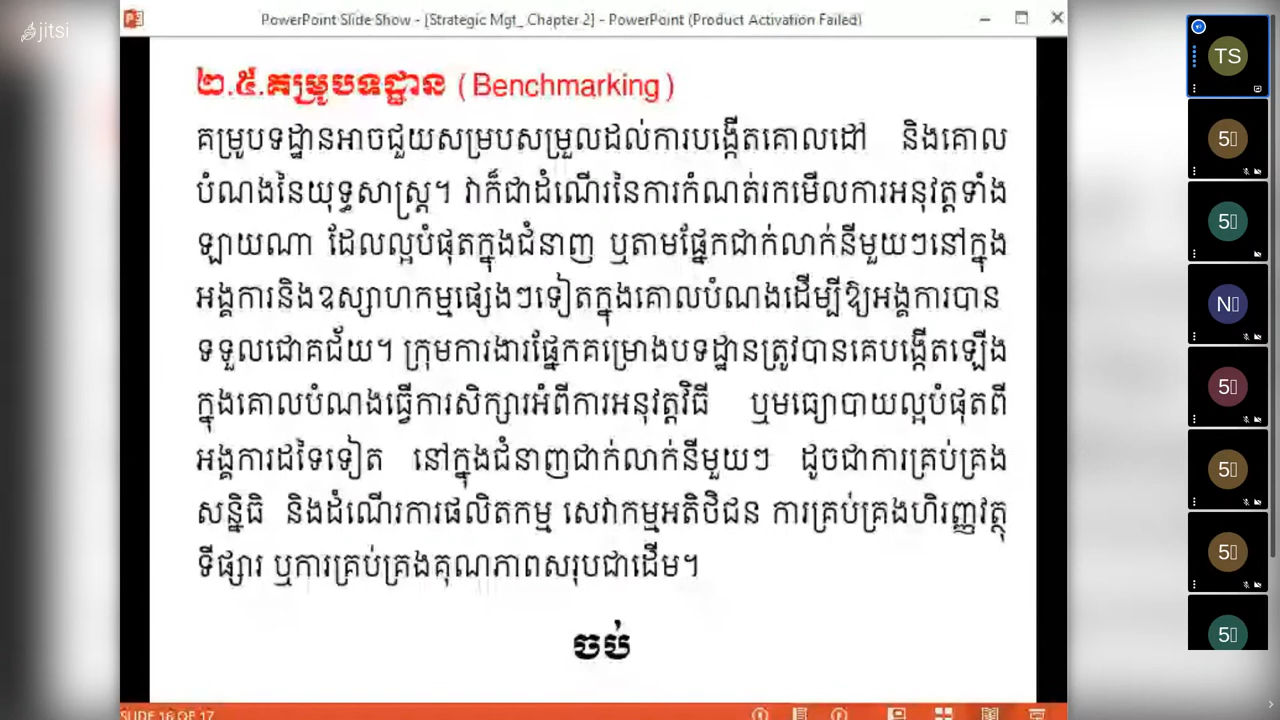 jitsi
PowerPoint Slide Show - [Strategic Mgt_ Chapter 2] - PowerPoint (Product Activation Failed)
២.៥.គម្រូបទដ្ឋាន (Benchmarking)
គម្រូបទដ្ឋានអាចជួយសម្របសម្រួលដល់ការបង្កើតគោលដៅ និងគោល
បំណងនៃយុទ្ធសាស្ត្រ។ វាក៏ជាដំណើរនៃការកំណត់រកមើលការអនុវត្តទាំង
ឡាយណា ដែលល្អបំផុតក្នុងជំនាញ ឬតាមផ្នែកជាក់លាក់នីមួយៗនៅក្នុង
អង្គការនិងឧស្សាហកម្មផ្សេងៗទៀតក្នុងគោលបំណងដើម្បីឱ្យអង្គការបាន
ទទួលជោគជ័យ។ ក្រុមការងារផ្នែកគម្រោងបទដ្ឋានត្រូវបានគេបង្កើតឡើង
ក្នុងគោលបំណងធ្វើការសិក្សារអំពីការអនុវត្តវិធី ឬមធ្យោបាយល្អបំផុតពី
អង្គការដទៃទៀត នៅក្នុងជំនាញជាក់លាក់នីមួយៗ ដូចជាការគ្រប់គ្រង
សន្និធិ និងដំណើរការផលិតកម្ម សេវាកម្មអតិថិជន ការគ្រប់គ្រងហិរញ្ញវត្ថុ
ទីផ្សារ ឬការគ្រប់គ្រងគុណភាពសរុបជាដើម។
ចប់
SLIDE 16 OF 17
TS
5
5
N
5
5
5
5